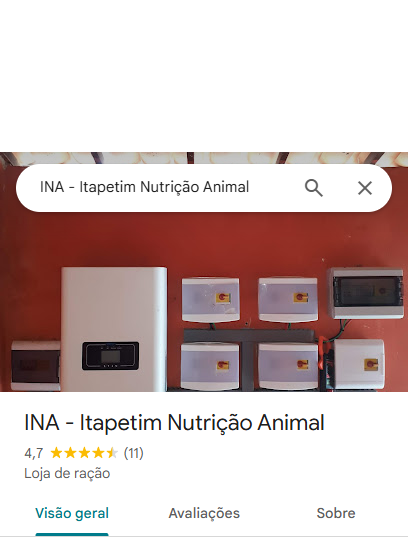 INA - Itapetim Nutrição Animal
INA - Itapetim Nutrição Animal
4,7 (11)
Loja de ração
Visão geral Avaliações Sobre